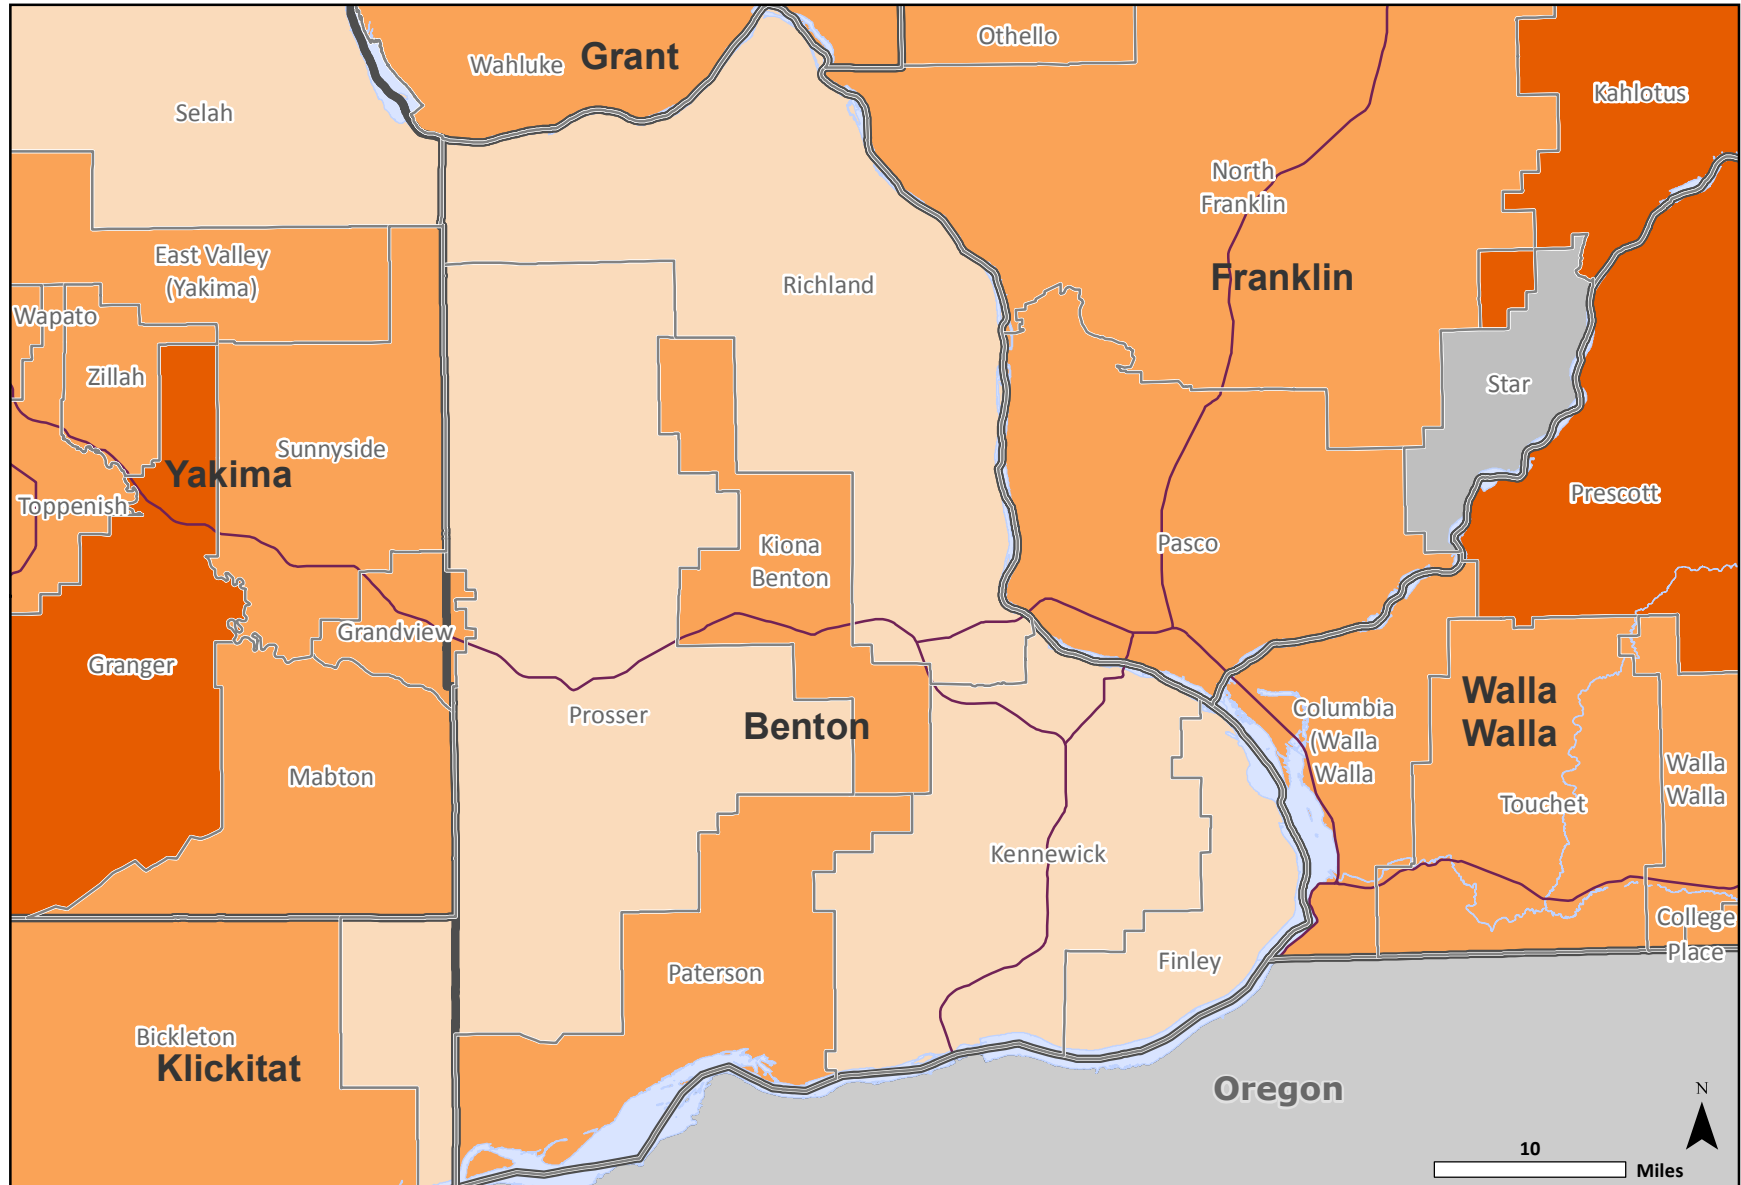 Othello
Wahluke
Grant
Kahlotus
Selah
North
Franklin
East Valley
(Yakima)
Franklin
Richland
Wapato
Zillah
Star
Sunnyside
Yakima
Toppenish
Prescott
Kiona
Benton
Pasco
Grandview
Granger
Prosser
Benton
Walla
Walla
Columbia
(Walla
Walla
Mabton
Walla
Walla
Touchet
Kennewick
College
Place
Paterson
Finley
Bickleton
Klickitat
Oregon
N
10
Miles